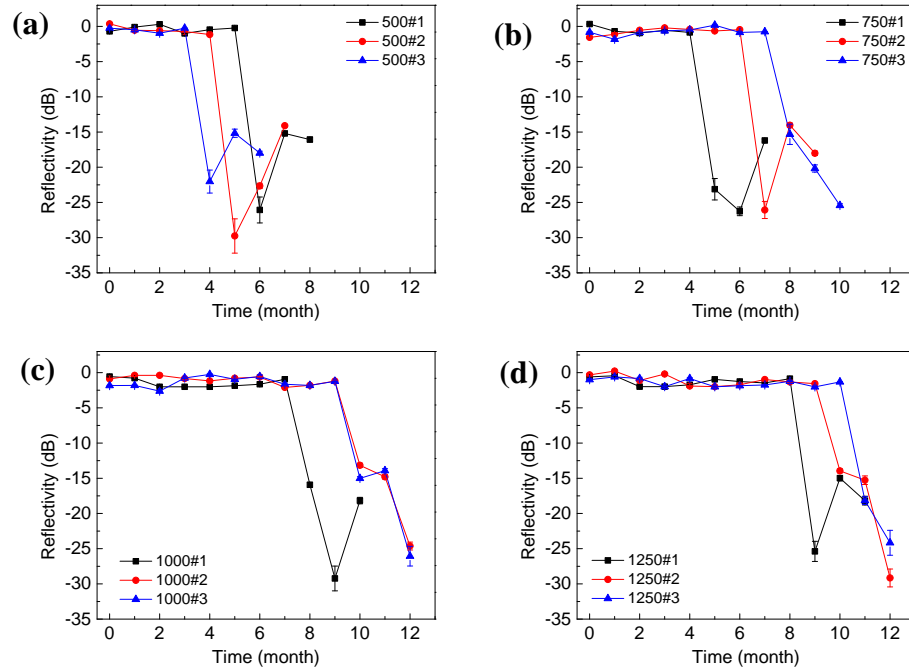 (a)
500#1
500#2
500#3
0
-5
-10
-15
-20
-25
-30
-35
Reflectivity (dB)
0 2 4 6 8 10 12
Time (month)
(b)
750#1
750#2
750#3
0
-5
-10
-15
-20
-25
-30
-35
Reflectivity (dB)
0 2 4 6 8 10 12
Time (month)
(c)
1000#1
1000#2
1000#3
0
-5
-10
-15
-20
-25
-30
-35
Reflectivity (dB)
0 2 4 6 8 10 12
Time (month)
(d)
1250#1
1250#2
1250#3
0
-5
-10
-15
-20
-25
-30
-35
Reflectivity (dB)
0 2 4 6 8 10 12
Time (month)